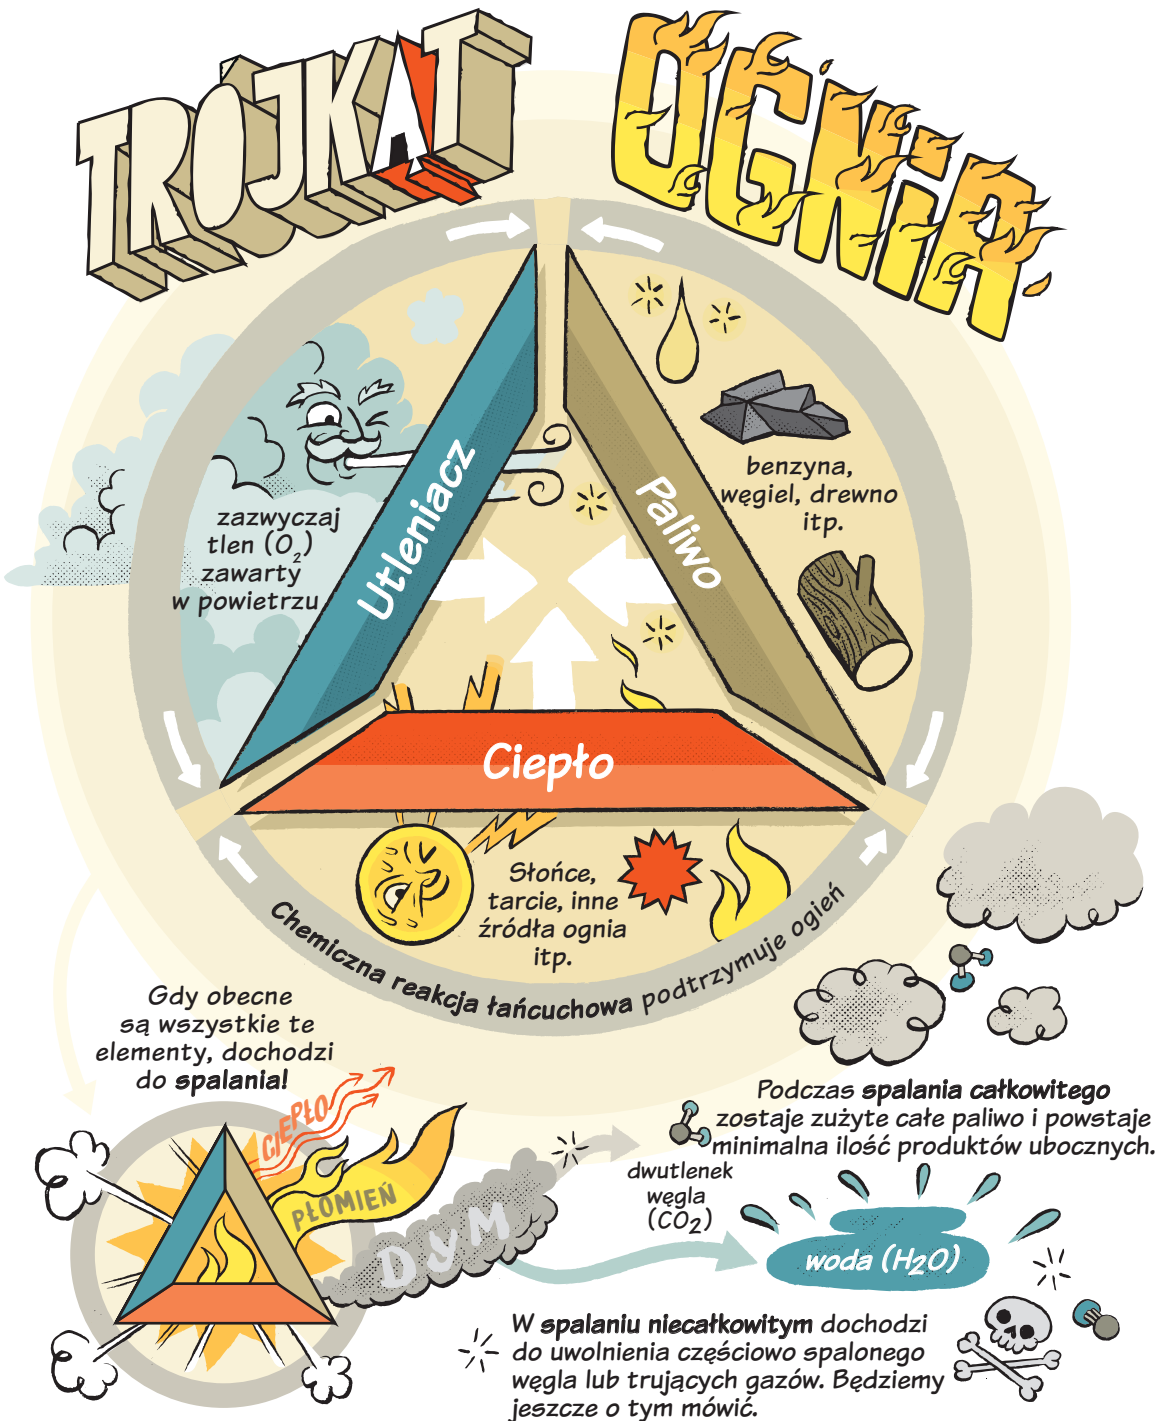 TRÓJKĄT
OGNIA
Utleniacz
Paliwo
Ciepło
zazwyczaj
tlen (O₂)
zawarty
w powietrzu
benzyna,
węgiel, drewno
itp.
Słońce,
tarcie, inne
źródła ognia
itp.
Chemiczna reakcja łańcuchowa podtrzymuje ogień
Gdy obecne
są wszystkie te
elementy, dochodzi
do spalania!
CIEPŁO
PŁOMIEŃ
DYM
Podczas spalania całkowitego
zostaje zużyte całe paliwo i powstaje
minimalna ilość produktów ubocznych.
dwutlenek
węgla
(CO2)
woda (H2O)
W spalaniu niecałkowitym dochodzi
do uwolnienia częściowo spalonego
węgla lub trujących gazów. Będziemy
jeszcze o tym mówić.